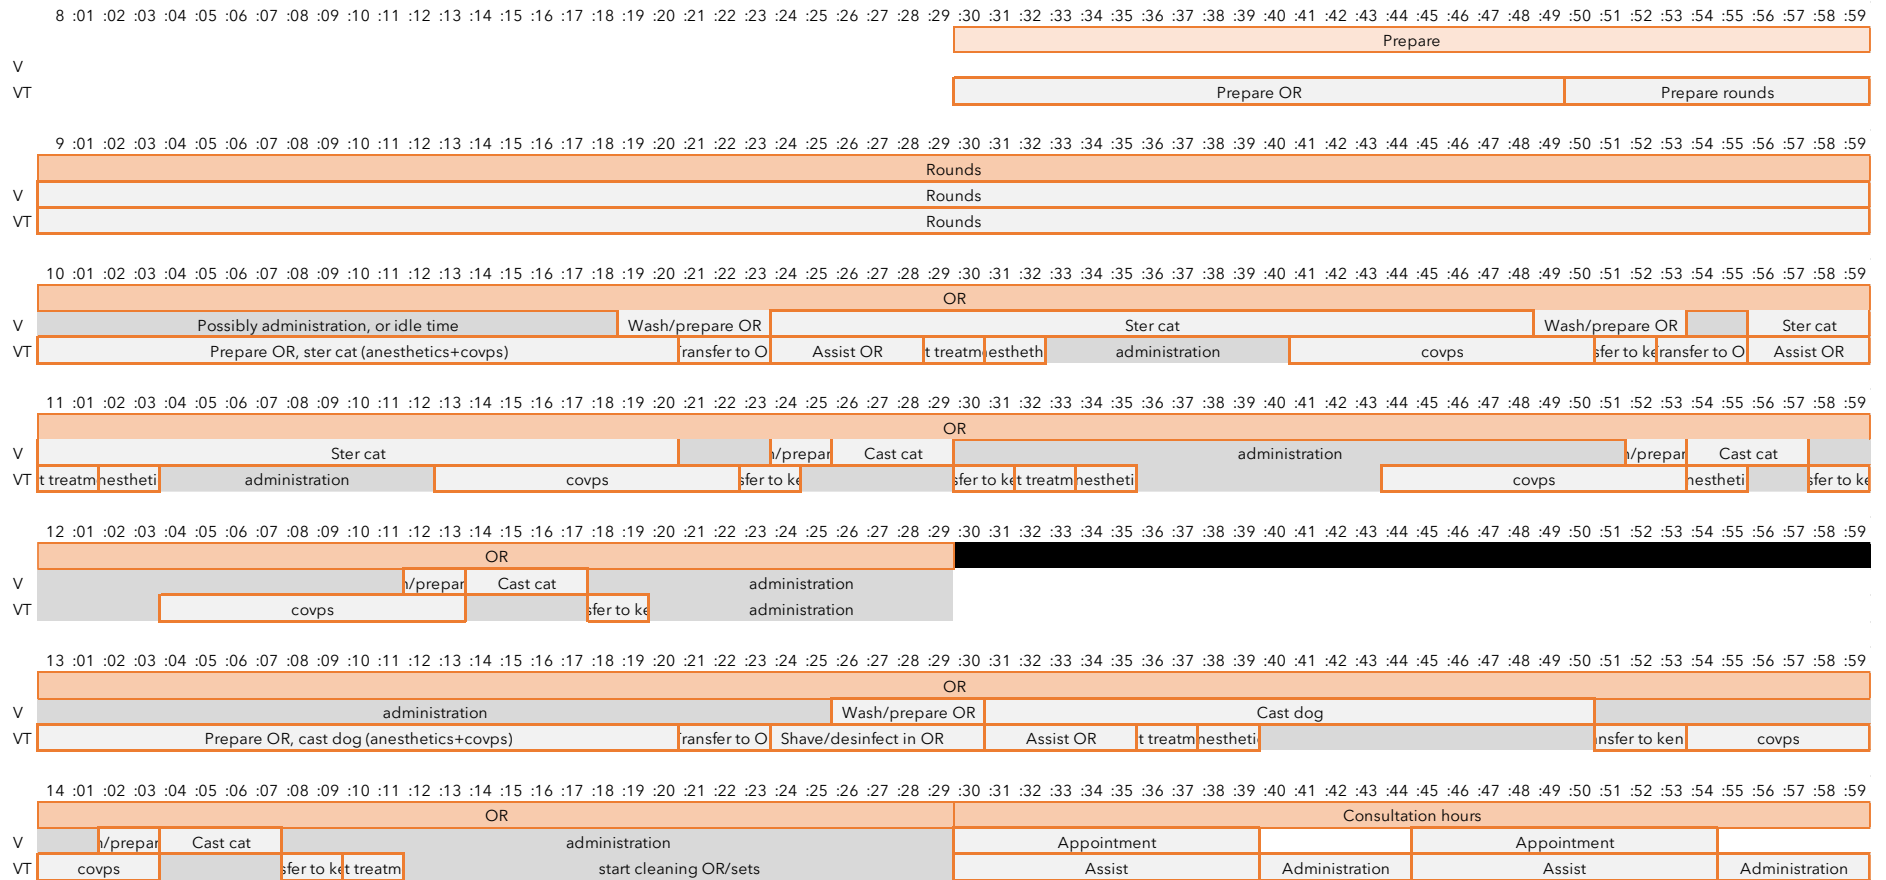 8 :01 :02 :03 :04 :05 :06 :07 :08 :09 :10 :11 :12 :13 :14 :15 :16 :17 :18 :19 :20 :21 :22 :23 :24 :25 :26 :27 :28 :29 :30 :31 :32 :33 :34 :35 :36 :37 :38 :39 :40 :41 :42 :43 :44 :45 :46 :47 :48 :49 :50 :51 :52 :53 :54 :55 :56 :57 :58 :59
Prepare
V
VT Prepare OR Prepare rounds
9 :01 :02 :03 :04 :05 :06 :07 :08 :09 :10 :11 :12 :13 :14 :15 :16 :17 :18 :19 :20 :21 :22 :23 :24 :25 :26 :27 :28 :29 :30 :31 :32 :33 :34 :35 :36 :37 :38 :39 :40 :41 :42 :43 :44 :45 :46 :47 :48 :49 :50 :51 :52 :53 :54 :55 :56 :57 :58 :59
Rounds
V Rounds
VT Rounds
10 :01 :02 :03 :04 :05 :06 :07 :08 :09 :10 :11 :12 :13 :14 :15 :16 :17 :18 :19 :20 :21 :22 :23 :24 :25 :26 :27 :28 :29 :30 :31 :32 :33 :34 :35 :36 :37 :38 :39 :40 :41 :42 :43 :44 :45 :46 :47 :48 :49 :50 :51 :52 :53 :54 :55 :56 :57 :58 :59
OR
V Possibly administration, or idle time Wash/prepare OR Ster cat Wash/prepare OR Ster cat
VT Prepare OR, ster cat (anesthetics+covps) ransfer to O Assist OR t treatm estheth administration covps sfer to ke ransfer to O Assist OR
11 :01 :02 :03 :04 :05 :06 :07 :08 :09 :10 :11 :12 :13 :14 :15 :16 :17 :18 :19 :20 :21 :22 :23 :24 :25 :26 :27 :28 :29 :30 :31 :32 :33 :34 :35 :36 :37 :38 :39 :40 :41 :42 :43 :44 :45 :46 :47 :48 :49 :50 :51 :52 :53 :54 :55 :56 :57 :58 :59
OR
V Ster cat /prepar Cast cat administration /prepar Cast cat
VT t treatm nestheti administration covps sfer to ke sfer to ke t treatm nestheti covps nestheti sfer to ke
12 :01 :02 :03 :04 :05 :06 :07 :08 :09 :10 :11 :12 :13 :14 :15 :16 :17 :18 :19 :20 :21 :22 :23 :24 :25 :26 :27 :28 :29 :30 :31 :32 :33 :34 :35 :36 :37 :38 :39 :40 :41 :42 :43 :44 :45 :46 :47 :48 :49 :50 :51 :52 :53 :54 :55 :56 :57 :58 :59
OR
V /prepar Cast cat administration
VT covps sfer to ke administration
13 :01 :02 :03 :04 :05 :06 :07 :08 :09 :10 :11 :12 :13 :14 :15 :16 :17 :18 :19 :20 :21 :22 :23 :24 :25 :26 :27 :28 :29 :30 :31 :32 :33 :34 :35 :36 :37 :38 :39 :40 :41 :42 :43 :44 :45 :46 :47 :48 :49 :50 :51 :52 :53 :54 :55 :56 :57 :58 :59
OR
V administration Wash/prepare OR Cast dog
VT Prepare OR, cast dog (anesthetics+covps) ransfer to O Shave/desinfect in OR Assist OR t treatm nestheti nsfer to ken covps
14 :01 :02 :03 :04 :05 :06 :07 :08 :09 :10 :11 :12 :13 :14 :15 :16 :17 :18 :19 :20 :21 :22 :23 :24 :25 :26 :27 :28 :29 :30 :31 :32 :33 :34 :35 :36 :37 :38 :39 :40 :41 :42 :43 :44 :45 :46 :47 :48 :49 :50 :51 :52 :53 :54 :55 :56 :57 :58 :59
OR Consultation hours
V /prepar Cast cat administration Appointment Appointment
VT covps sfer to ke t treatm start cleaning OR/sets Assist Administration Assist Administration